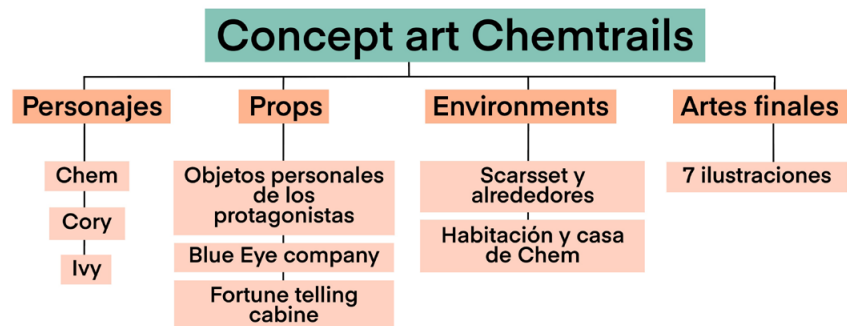 Concept art Chemtrails
Personajes
Props
Environments
Artes finales
Chem
Cory
Ivy
Objetos personales
de los
protagonistas
Blue Eye company
Fortune telling
cabine
Scarsset y
alrededores
Habitación y casa
de Chem
7 ilustraciones